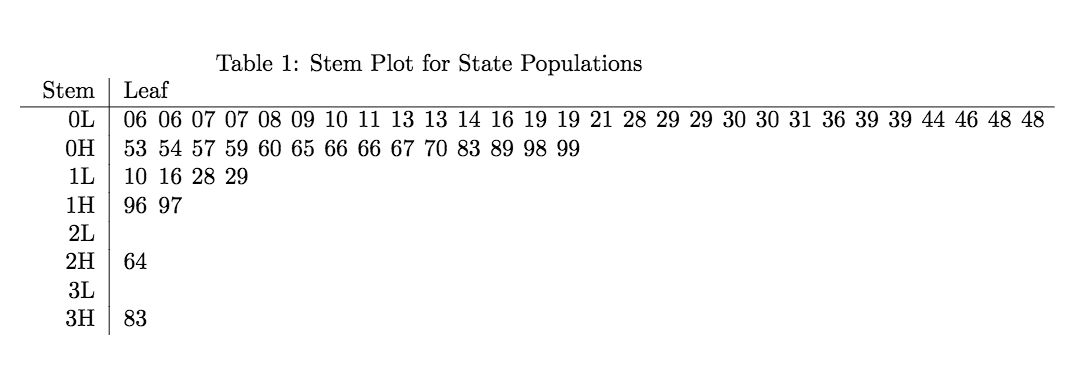 Table 1: Stem Plot for State Populations
Stem Leaf
0L 06 06 07 07 08 09 10 11 13 13 14 16 19 19 21 28 29 29 30 30 31 36 39 39 44 46 48 48
0H 53 54 57 59 60 65 66 66 67 70 83 89 98 99
1L 10 16 28 29
1H 96 97
2L
2H 64
3L
3H 83